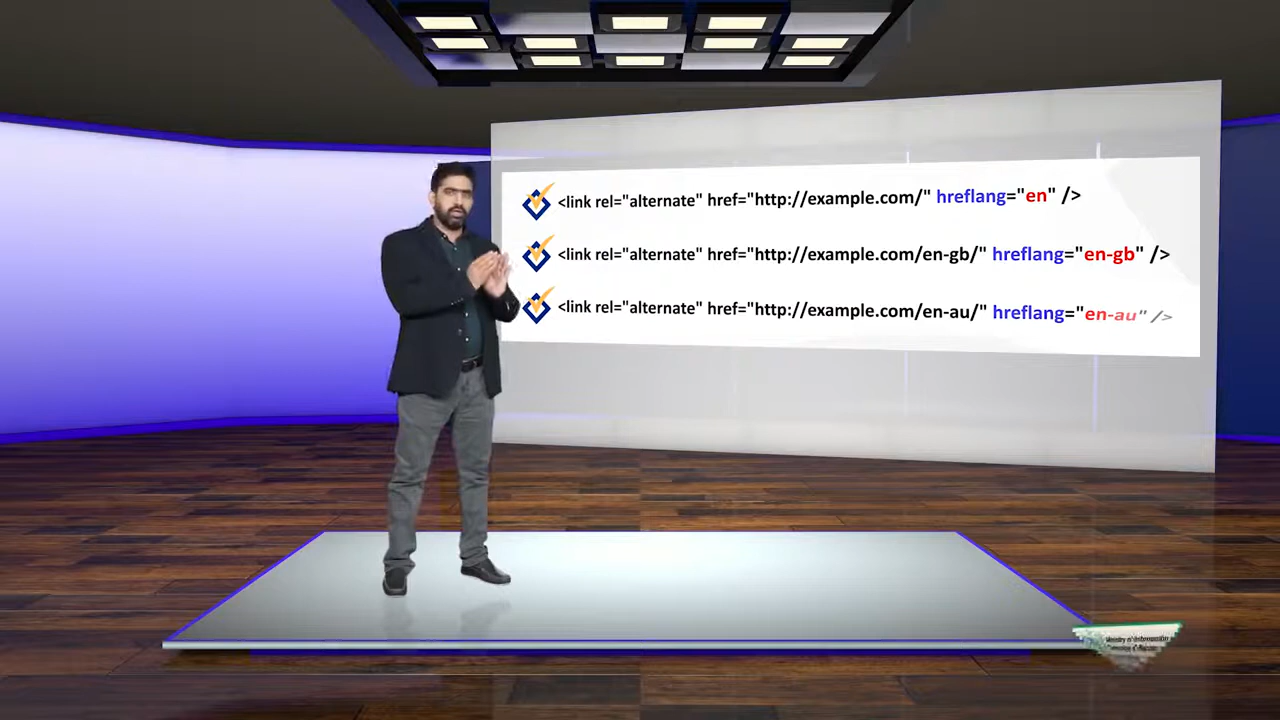 <link rel="alternate" href="http://example.com/" hreflang="en" />
<link rel="alternate" href="http://example.com/en-gb/" hreflang="en-gb" />
<link rel="alternate" href="http://example.com/en-au/" hreflang="en-au" />